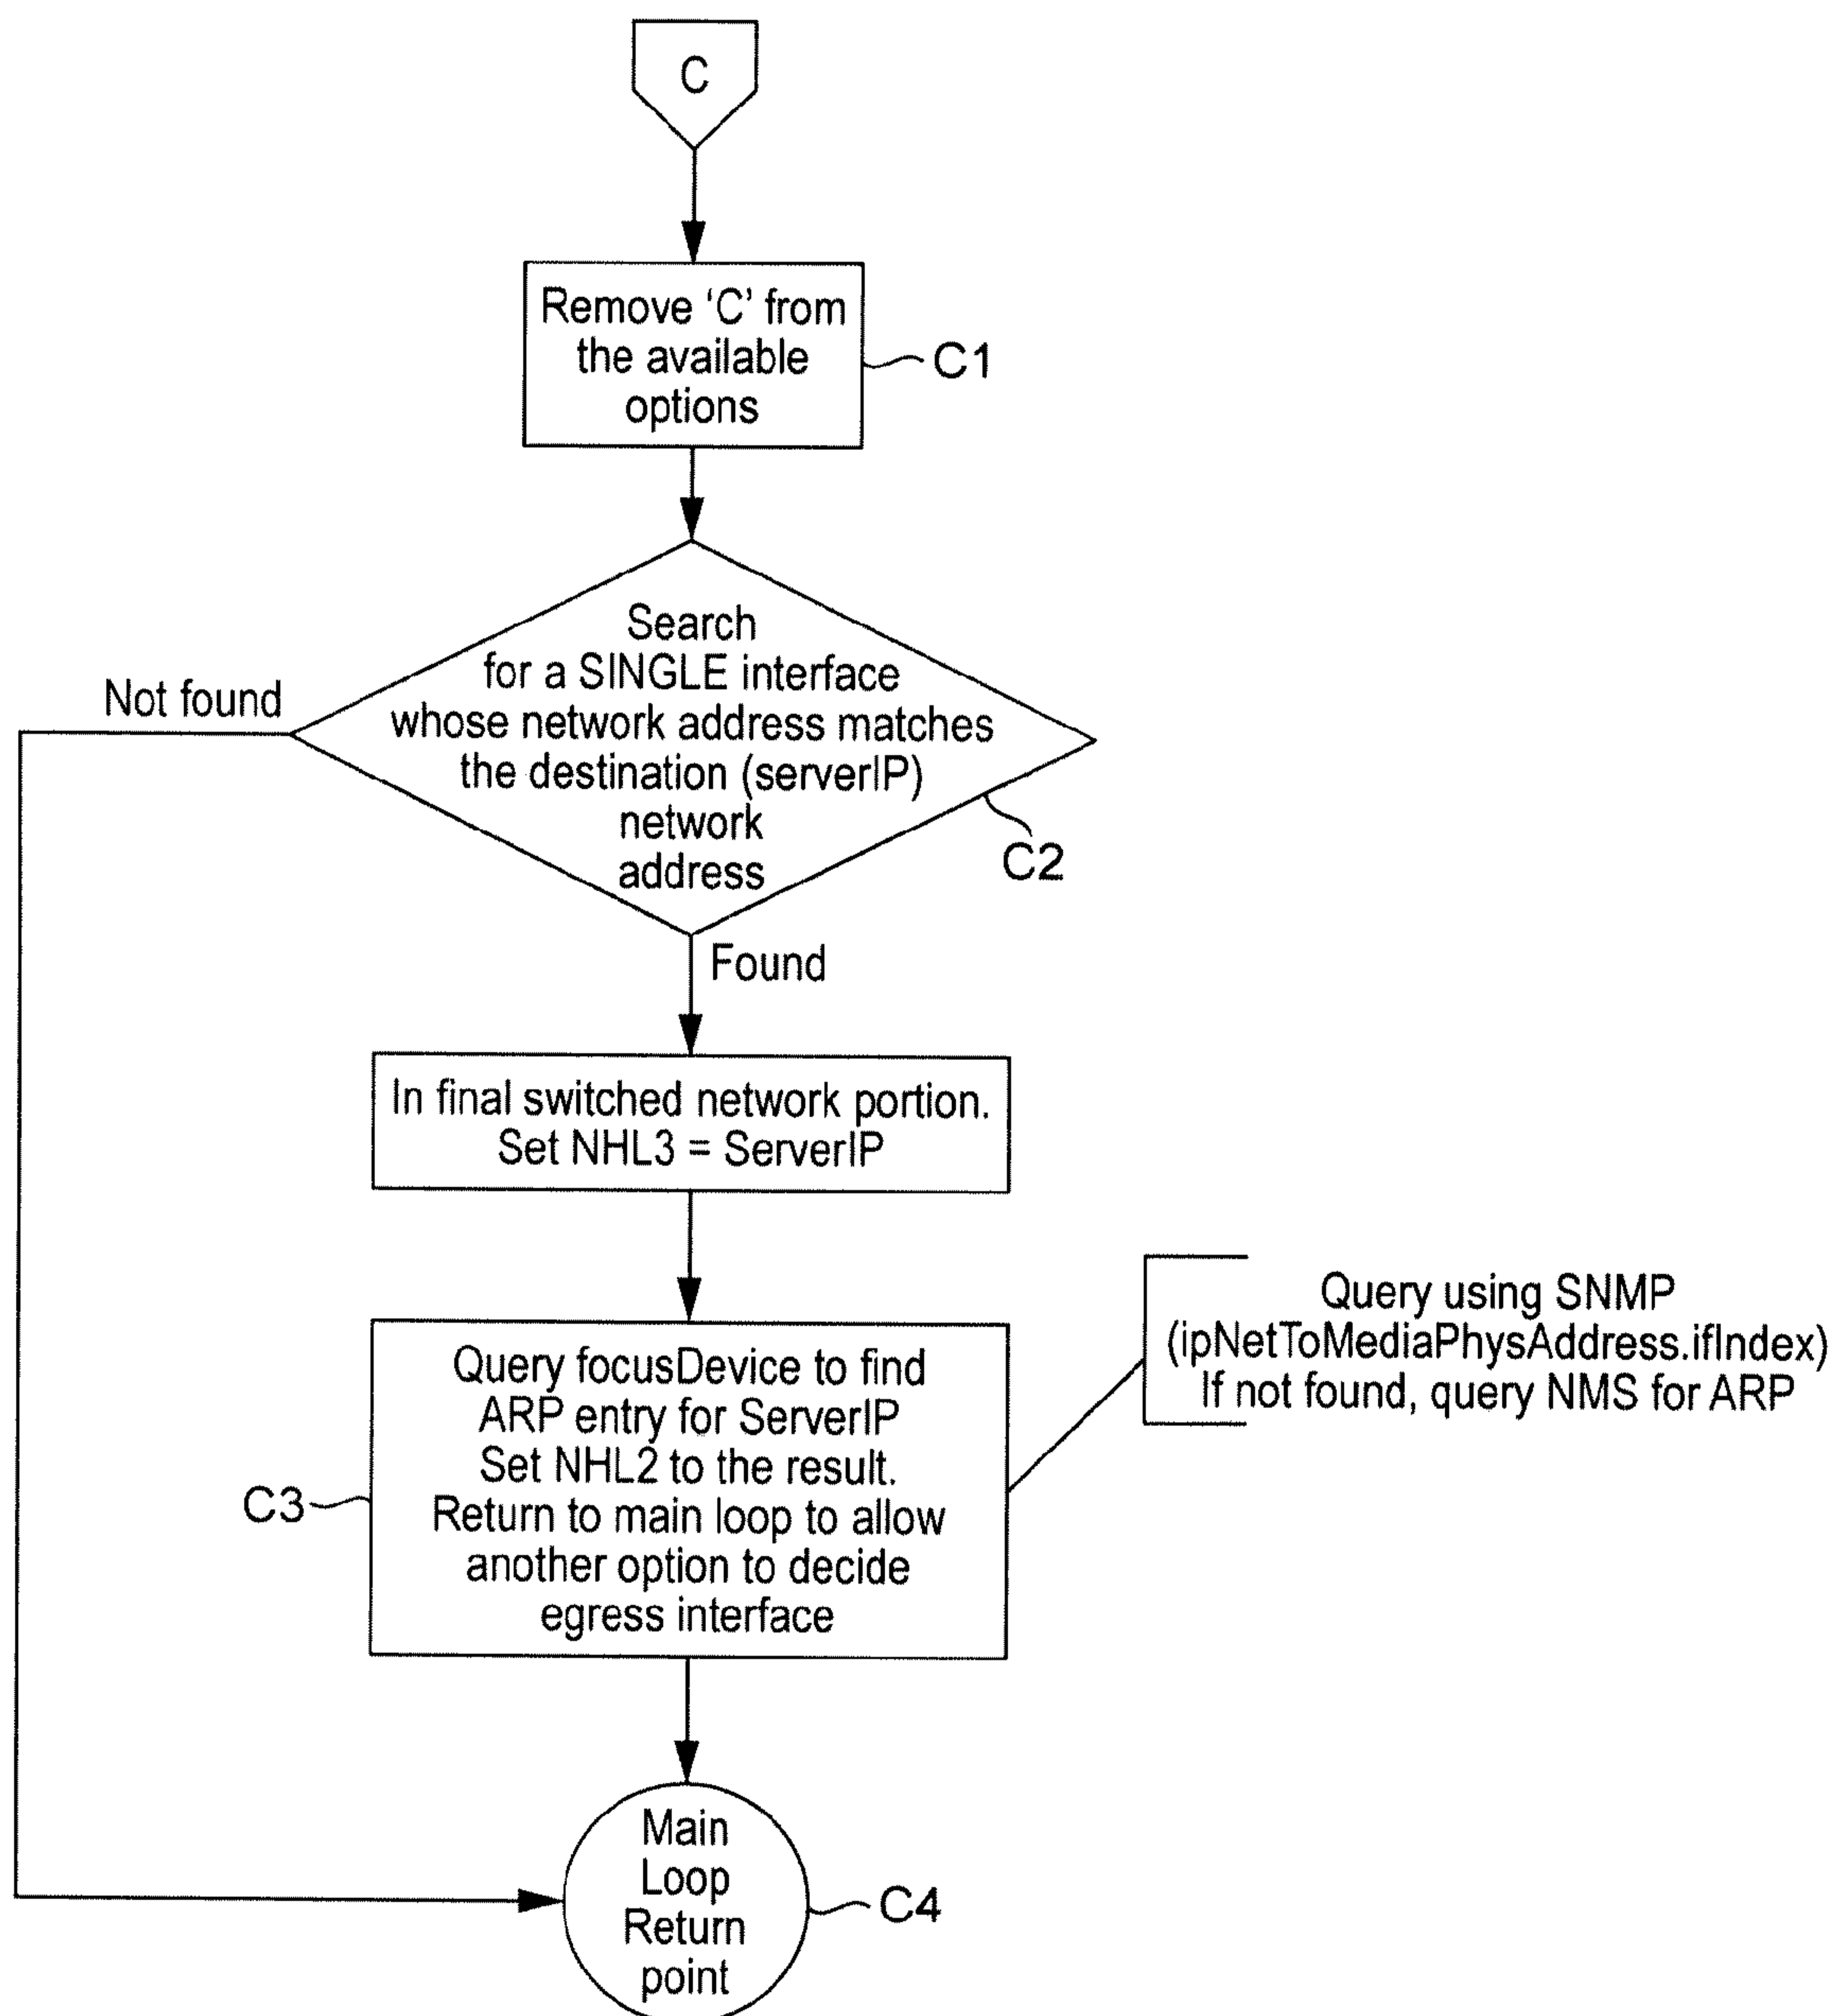 C
Remove ‘C’ from
the available
options
C1
Search
for a SINGLE interface
whose network address matches
the destination (serverIP)
network
address
C2
Not found
Found
In final switched network portion.
Set NHL3 = ServerIP
Query focusDevice to find
ARP entry for ServerIP
Set NHL2 to the result.
Return to main loop to allow
another option to decide
egress interface
C3
Query using SNMP
(ipNetToMediaPhysAddress.ifIndex)
If not found, query NMS for ARP
Main
Loop
Return
point
C4